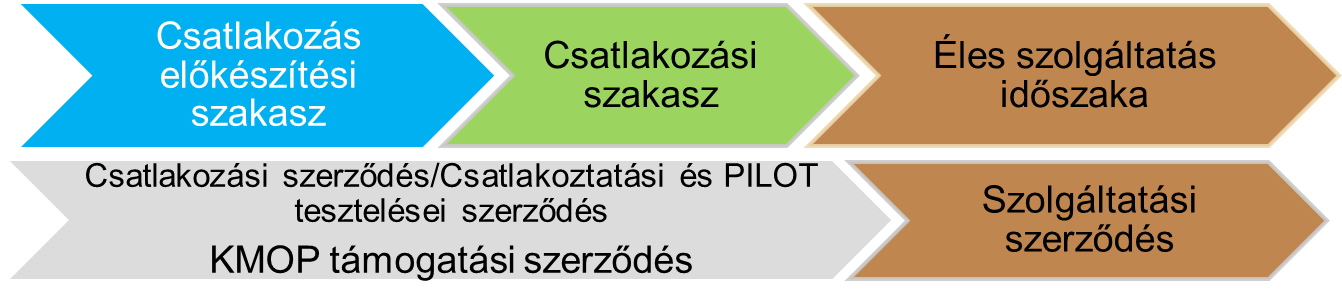 Csatlakozás
előkészítési
szakasz
Csatlakozási
szakasz
Éles szolgáltatás
időszaka
Csatlakozási szerződés/Csatlakoztatási és PILOT
tesztelései szerződés
KMOP támogatási szerződés
Szolgáltatási
szerződés